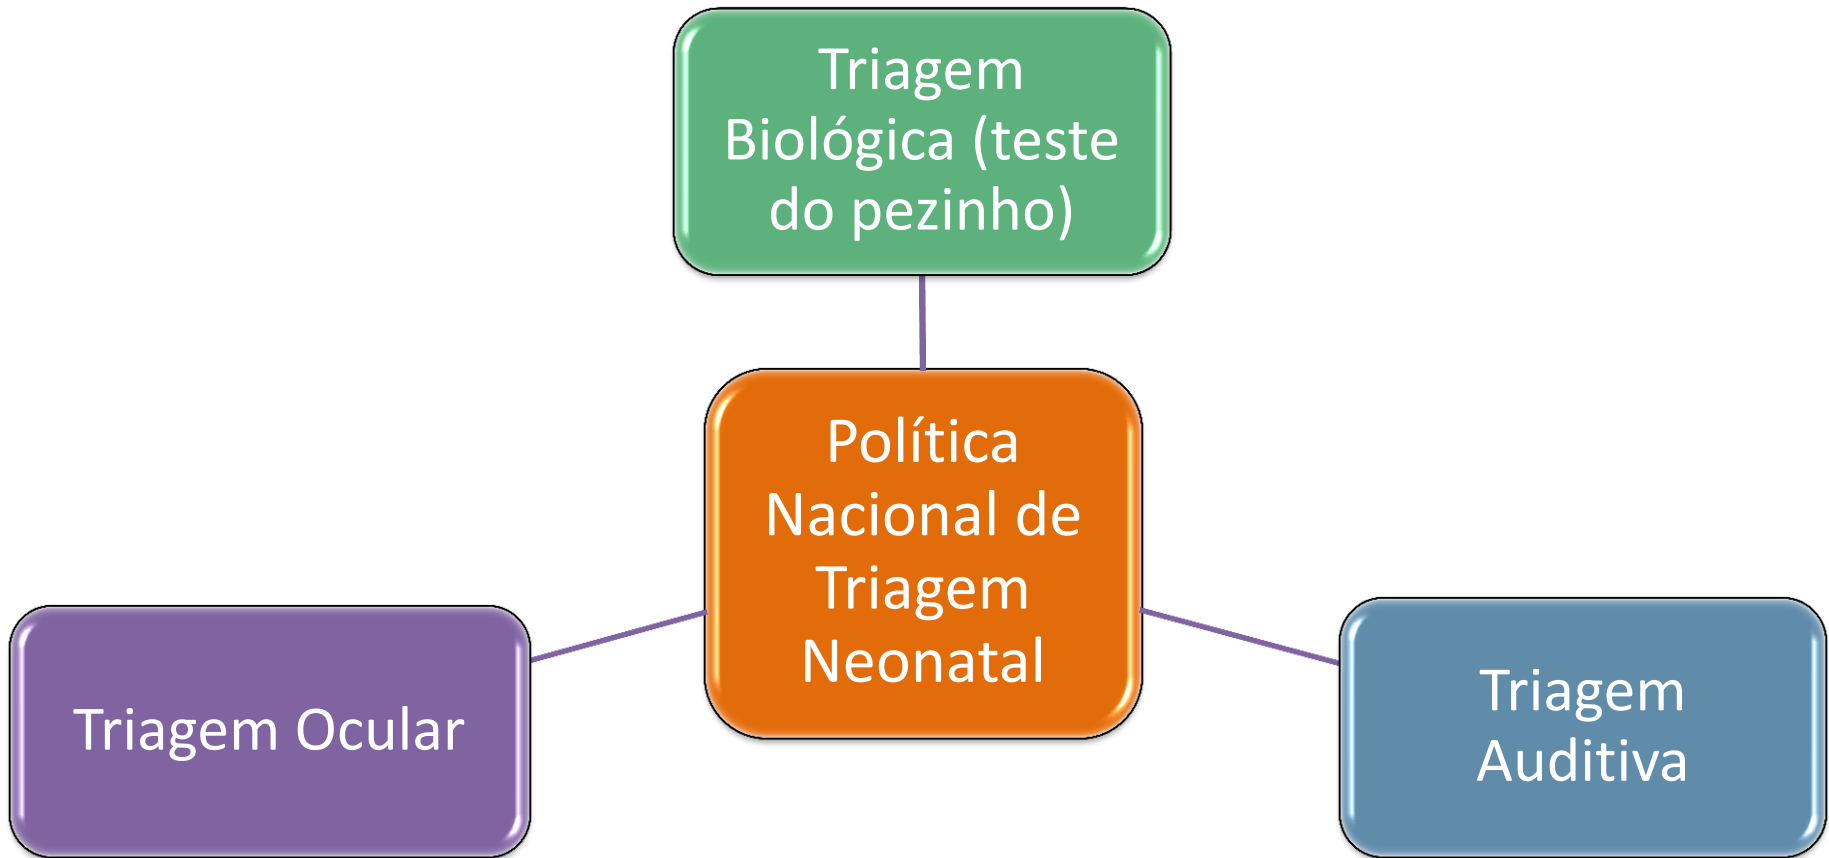 Triagem
Biológica (teste
do pezinho)
Política
Nacional de
Triagem
Neonatal
Triagem Ocular
Triagem
Auditiva